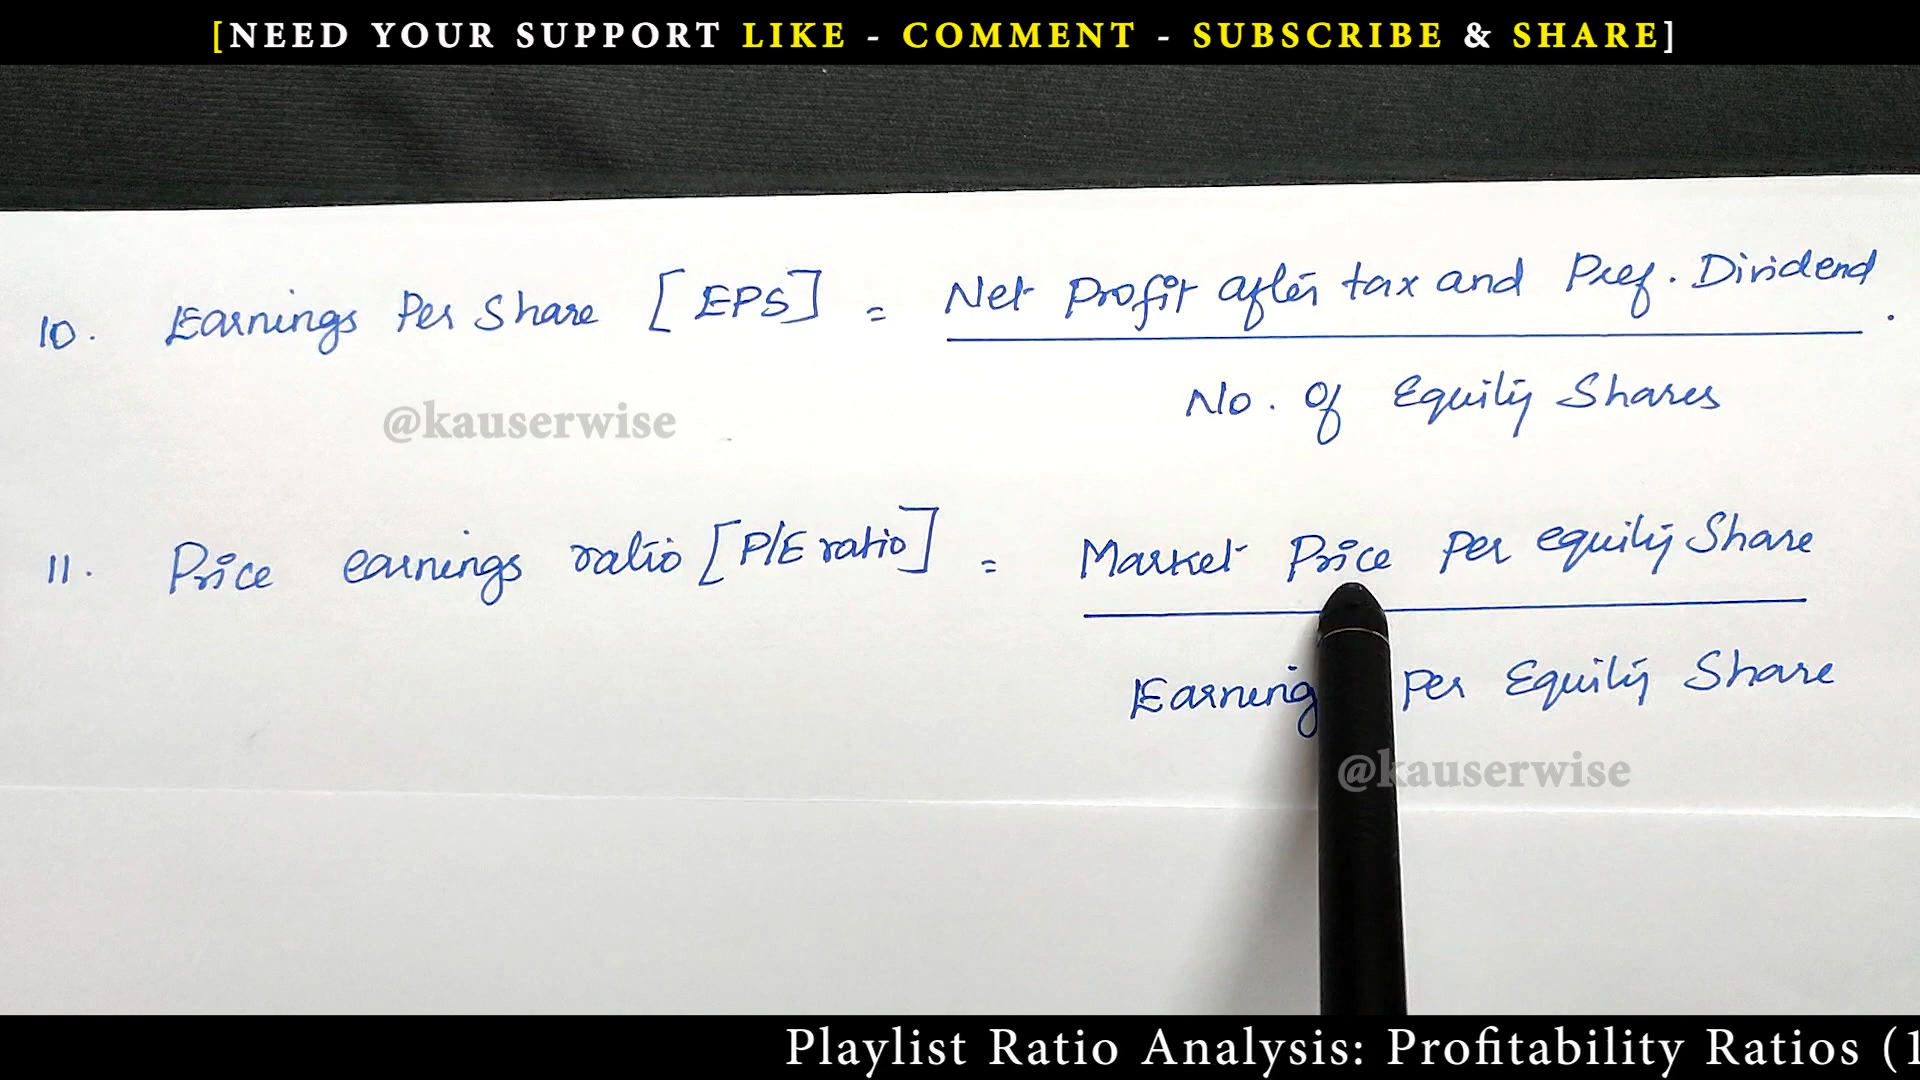 [NEED YOUR SUPPORT LIKE - COMMENT - SUBSCRIBE & SHARE]
10. Earnings Per Share [EPS] = Net Profit after tax and Pref. Dividend .
No. Of Equity Shares
@kauserwise
11. Price earnings ratio [P/E ratio] = Market Price Per equity Share
Earning Per Equity Share
@kauserwise
Playlist Ratio Analysis: Profitability Ratios (1